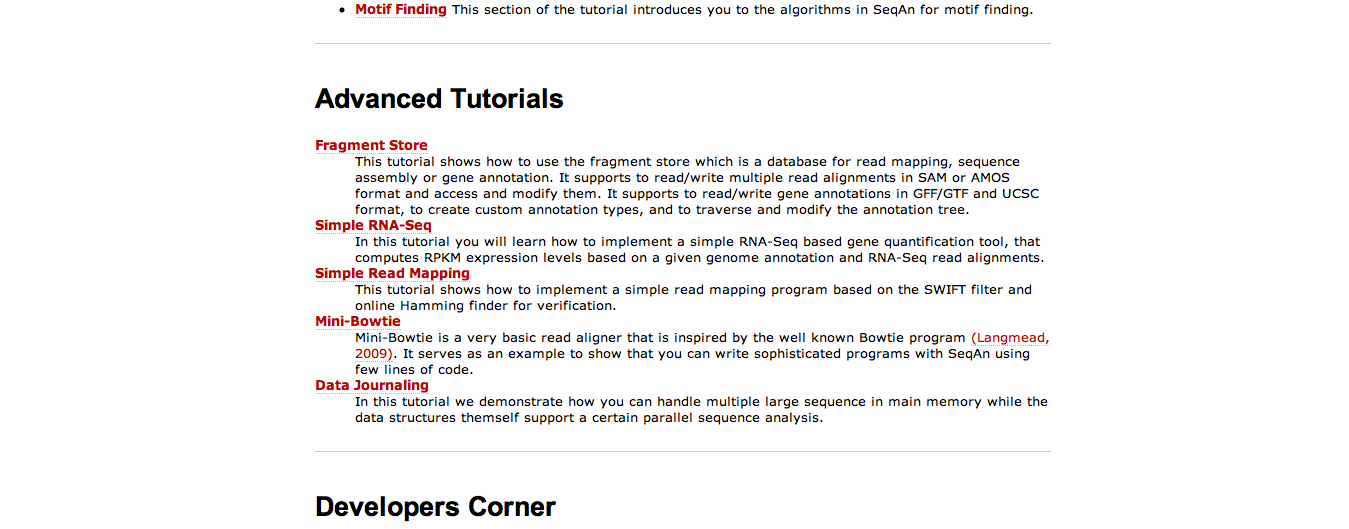 • Motif Finding This section of the tutorial introduces you to the algorithms in SeqAn for motif finding.
Advanced Tutorials
Fragment Store
This tutorial shows how to use the fragment store which is a database for read mapping, sequence
assembly or gene annotation. It supports to read/write multiple read alignments in SAM or AMOS
format and access and modify them. It supports to read/write gene annotations in GFF/GTF and UCSC
format, to create custom annotation types, and to traverse and modify the annotation tree.
Simple RNA-Seq
In this tutorial you will learn how to implement a simple RNA-Seq based gene quantification tool, that
computes RPKM expression levels based on a given genome annotation and RNA-Seq read alignments.
Simple Read Mapping
This tutorial shows how to implement a simple read mapping program based on the SWIFT filter and
online Hamming finder for verification.
Mini-Bowtie
Mini-Bowtie is a very basic read aligner that is inspired by the well known Bowtie program (Langmead,
2009). It serves as an example to show that you can write sophisticated programs with SeqAn using
few lines of code.
Data Journaling
In this tutorial we demonstrate how you can handle multiple large sequence in main memory while the
data structures themself support a certain parallel sequence analysis.
Developers Corner